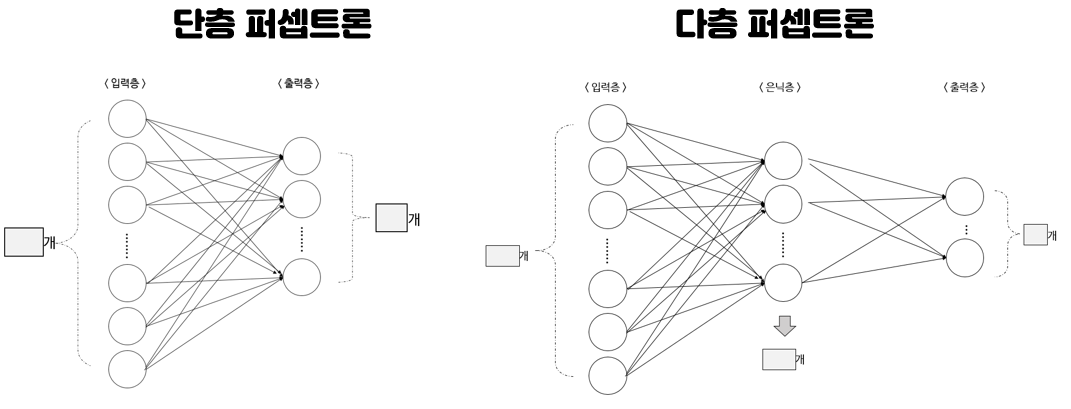 단층 퍼셉트론
< 입력층 >
< 출력층 >
개
개
다층 퍼셉트론
< 입력층 >
< 은닉층 >
< 출력층 >
개
개
개